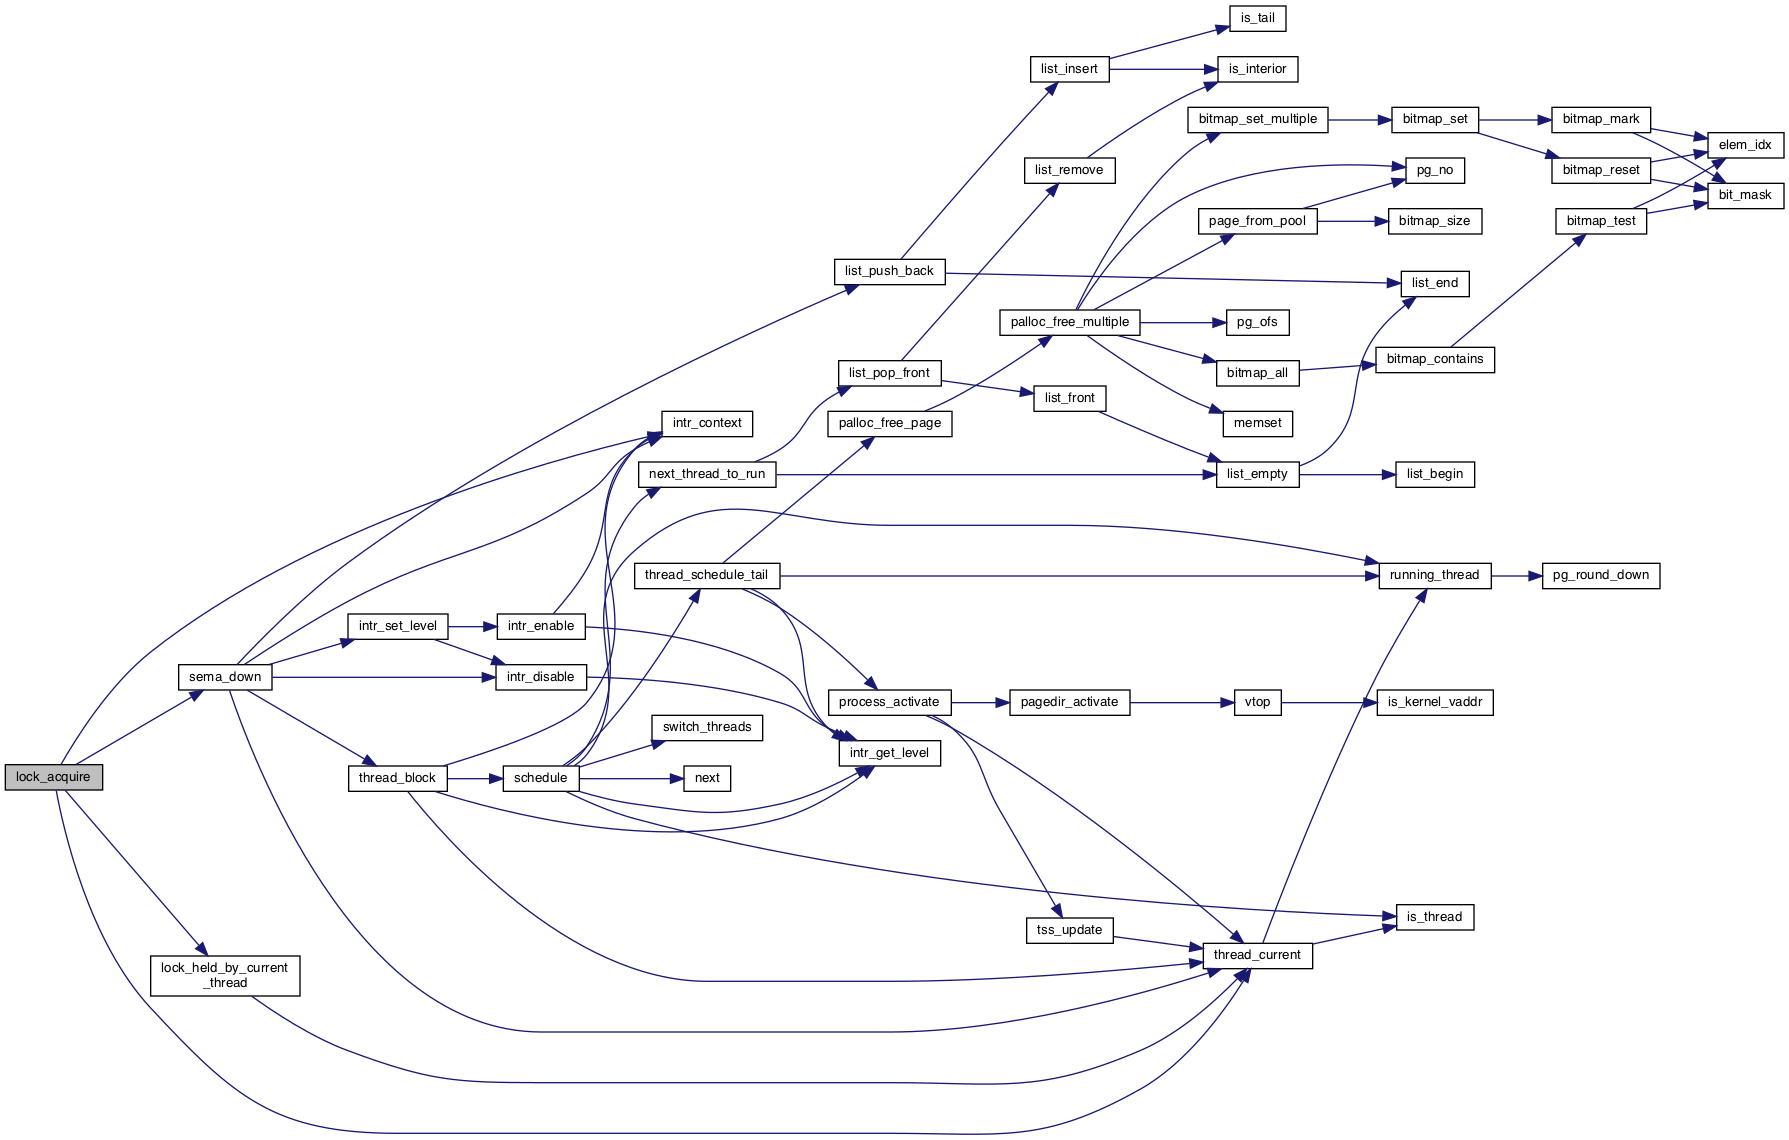 is_tail
list_insert
is_interior
bitmap_set_multiple
bitmap_set
bitmap_mark
elem_idx
list_remove
pg_no
bitmap_reset
bit_mask
page_from_pool
bitmap_size
bitmap_test
list_push_back
list_end
palloc_free_multiple
pg_ofs
bitmap_contains
list_pop_front
bitmap_all
list_front
intr_context
palloc_free_page
memset
next_thread_to_run
list_empty
list_begin
thread_schedule_tail
running_thread
pg_round_down
intr_set_level
intr_enable
sema_down
intr_disable
process_activate
pagedir_activate
vtop
is_kernel_vaddr
switch_threads
intr_get_level
lock_acquire
thread_block
schedule
next
is_thread
tss_update
thread_current
lock_held_by_current
_thread